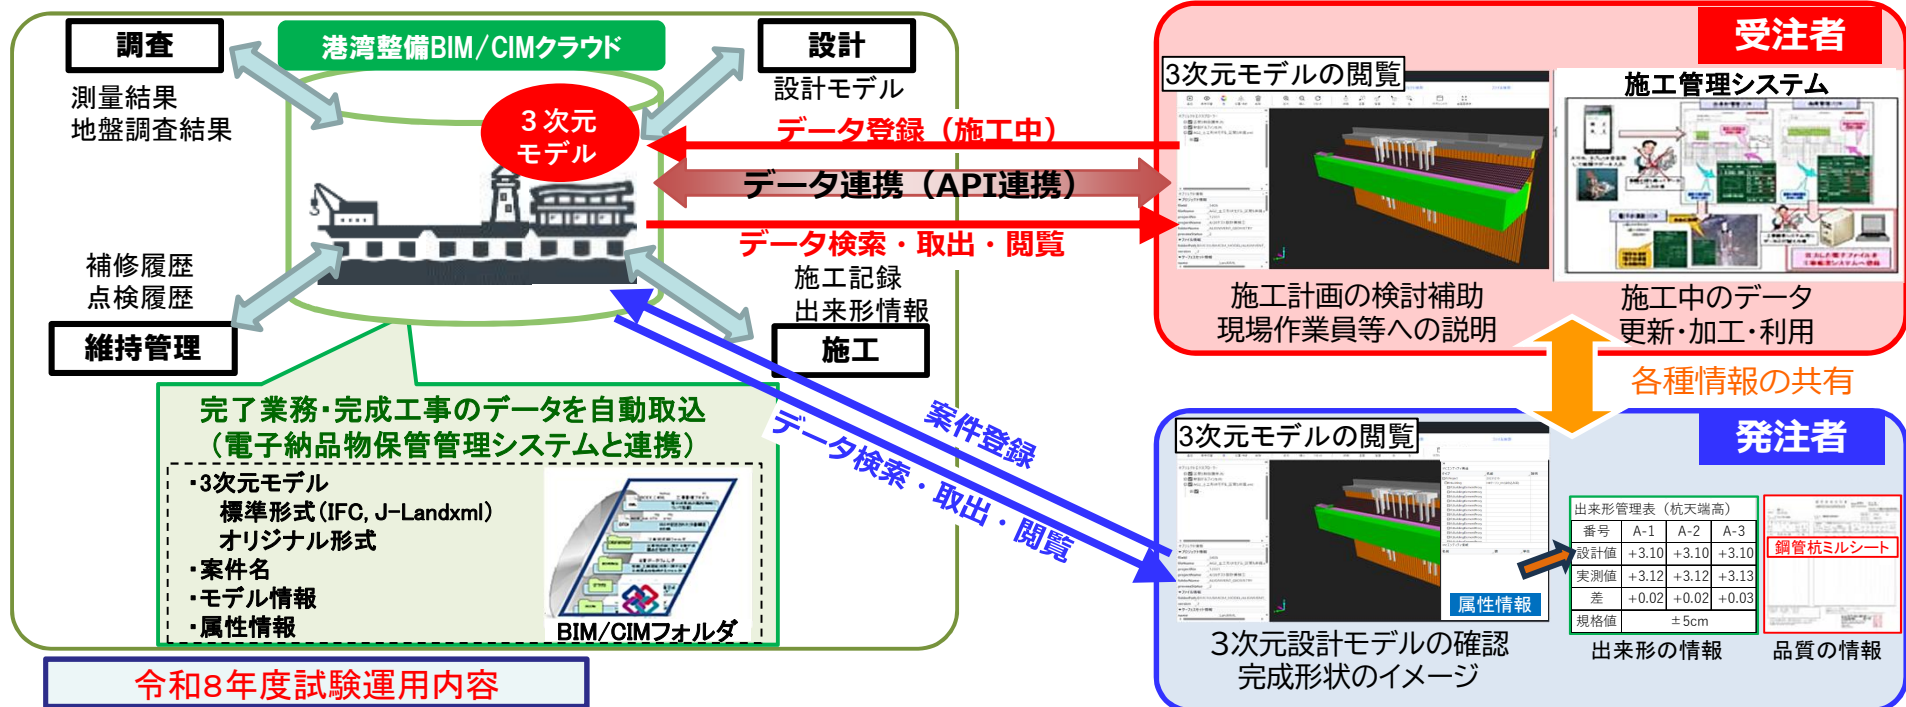 調査
測量結果
地盤調査結果
港湾整備BIM/CIMクラウド
設計
設計モデル
3次元
モデル
補修履歴
点検履歴
維持管理
施工記録
出来形情報
施工
データ登録（施工中）
データ連携（API連携）
データ検索・取出・閲覧
案件登録
データ検索・取出・閲覧
完了業務・完成工事のデータを自動取込
（電子納品物保管管理システムと連携）
・3次元モデル
標準形式（IFC, J-Landxml）
オリジナル形式
・案件名
・モデル情報
・属性情報
BIM/CIMフォルダ
令和8年度試験運用内容
受注者
3次元モデルの閲覧
施工管理システム
施工計画の検討補助
現場作業員等への説明
施工中のデータ
更新・加工・利用
各種情報の共有
発注者
3次元モデルの閲覧
属性情報
3次元設計モデルの確認
完成形状のイメージ
出来形管理表（杭天端高）
番号 A-1 A-2 A-3
設計値 +3.10 +3.10 +3.10
実測値 +3.12 +3.12 +3.13
差 +0.02 +0.02 +0.03
規格値 ±5cm
出来形の情報
鋼管杭ミルシート
品質の情報